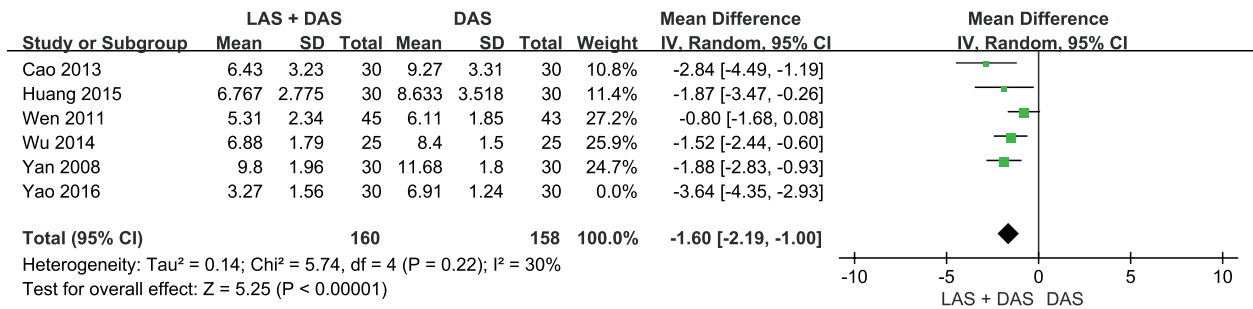 LAS + DAS DAS Mean Difference Mean Difference
Study or Subgroup Mean SD Total Mean SD Total Weight IV, Random, 95% CI IV, Random, 95% CI
Cao 2013 6.43 3.23 30 9.27 3.31 30 10.8% -2.84 [-4.49, -1.19]
Huang 2015 6.767 2.775 30 8.633 3.518 30 11.4% -1.87 [-3.47, -0.26]
Wen 2011 5.31 2.34 45 6.11 1.85 43 27.2% -0.80 [-1.68, 0.08]
Wu 2014 6.88 1.79 25 8.4 1.5 25 25.9% -1.52 [-2.44, -0.60]
Yan 2008 9.8 1.96 30 11.68 1.8 30 24.7% -1.88 [-2.83, -0.93]
Yao 2016 3.27 1.56 30 6.91 1.24 30 0.0% -3.64 [-4.35, -2.93]
Total (95% CI) 160 158 100.0% -1.60 [-2.19, -1.00]
Heterogeneity: Tau² = 0.14; Chi² = 5.74, df = 4 (P = 0.22); I² = 30%
Test for overall effect: Z = 5.25 (P < 0.00001)
-10 -5 0 5 10
LAS + DAS DAS